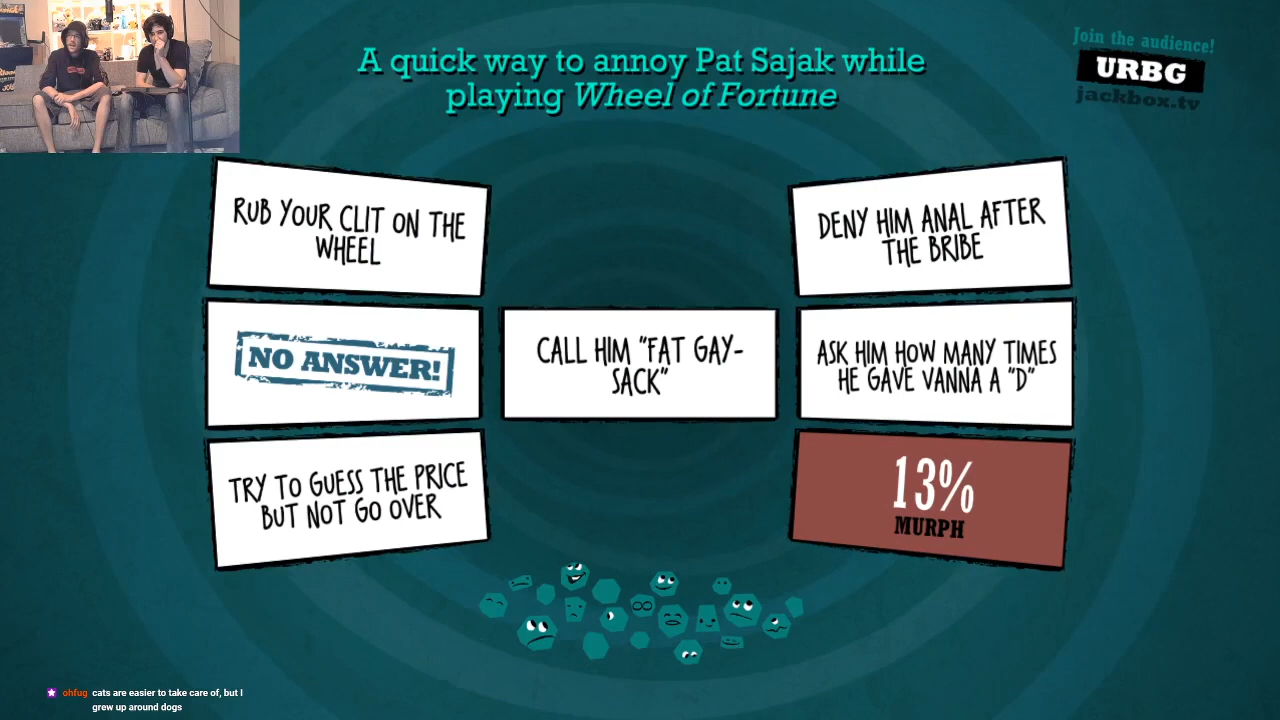 A quick way to annoy Pat Sajak while
playing Wheel of Fortune
Join the audience!
URBG
jackbox.tv
RUB YOUR CLIT ON THE
WHEEL
DENY HIM ANAL AFTER
THE BRIBE
NO ANSWER!
CALL HIM "FAT GAY-
SACK"
ASK HIM HOW MANY TIMES
HE GAVE VANNA A "D"
TRY TO GUESS THE PRICE
BUT NOT GO OVER
13%
MURPH
ohfug cats are easier to take care of, but I
grew up around dogs